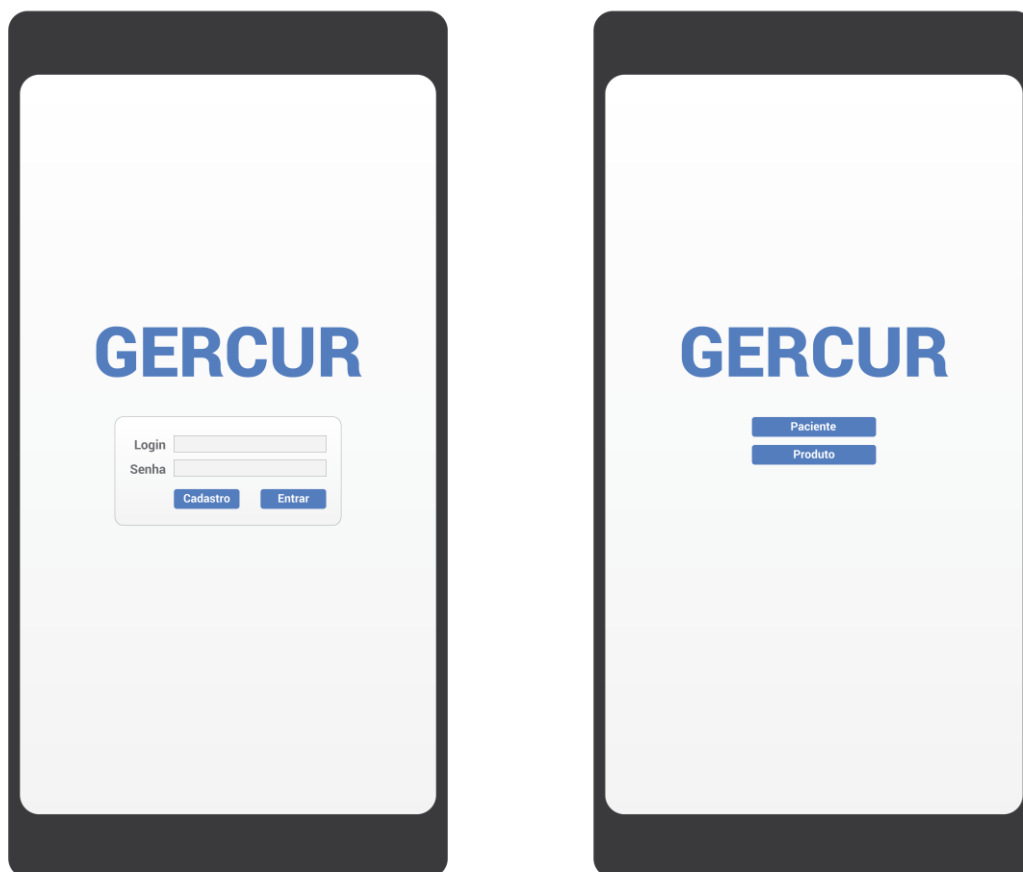 GERCUR
Login
Senha
Cadastro Entrar
GERCUR
Paciente
Produto